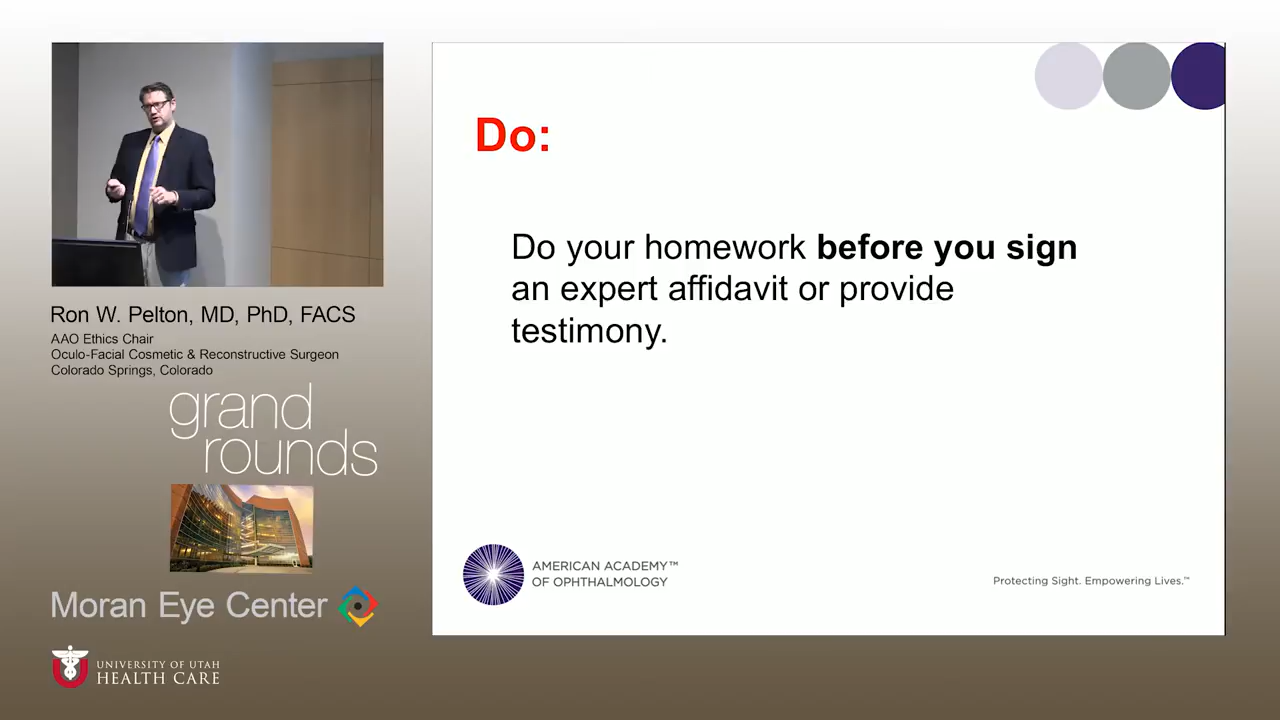 Ron W. Pelton, MD, PhD, FACS
AAO Ethics Chair
Oculo-Facial Cosmetic & Reconstructive Surgeon
Colorado Springs, Colorado
grand
rounds
Moran Eye Center
UNIVERSITY OF UTAH
HEALTH CARE
Do:
Do your homework before you sign
an expert affidavit or provide
testimony.
AMERICAN ACADEMY™
OF OPHTHALMOLOGY
Protecting Sight. Empowering Lives.™